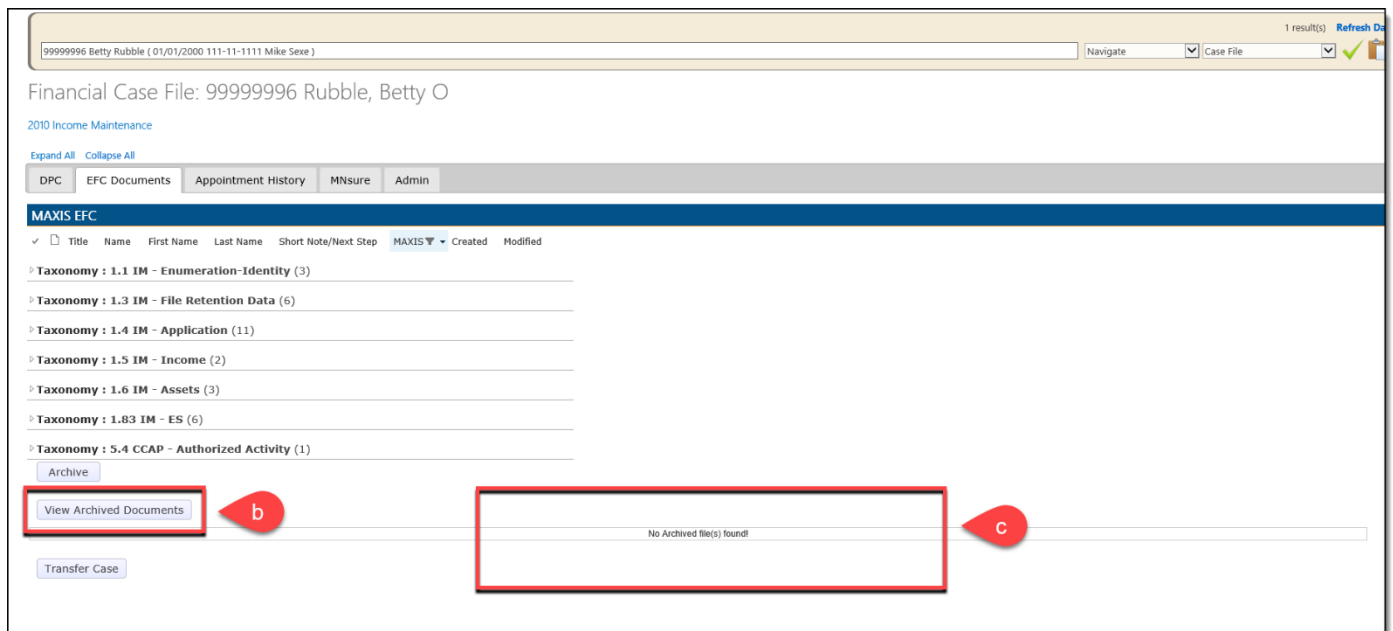 1 result(s) Refresh Da
99999996 Betty Rubble ( 01/01/2000 111-11-1111 Mike Sexe ) Navigate Case File
Financial Case File: 99999996 Rubble, Betty O
2010 Income Maintenance
Expand All Collapse All
DPC EFC Documents Appointment History MNsure Admin
MAXIS EFC
Title Name First Name Last Name Short Note/Next Step MAXIS Created Modified
Taxonomy : 1.1 IM - Enumeration-Identity (3)
Taxonomy : 1.3 IM - File Retention Data (6)
Taxonomy : 1.4 IM - Application (11)
Taxonomy : 1.5 IM - Income (2)
Taxonomy : 1.6 IM - Assets (3)
Taxonomy : 1.83 IM - ES (6)
Taxonomy : 5.4 CCAP - Authorized Activity (1)
Archive
View Archived Documents b
No Archived file(s) found! c
Transfer Case